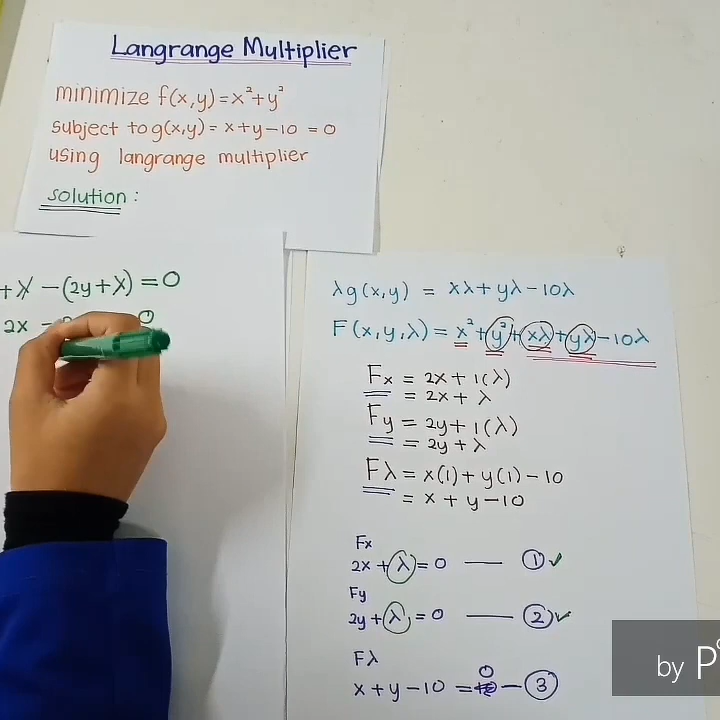 Langrange Multiplier
minimize f(x,y) = x² + y²
subject to g(x,y) = x + y - 10 = 0
using langrange multiplier
solution :
+ λ - (2y + λ) = 0
2x -
0
λg(x,y) = xλ + yλ - 10λ
F(x,y,λ) = x² + y² + xλ + yλ - 10λ
Fx = 2x + 1(λ)
= 2x + λ
Fy = 2y + 1(λ)
= 2y + λ
Fλ = x(1) + y(1) - 10
= x + y - 10
Fx
2x + λ = 0 — ① ✓
Fy
2y + λ = 0 — ② ✓
Fλ
x + y - 10 = 0 — ③
by P